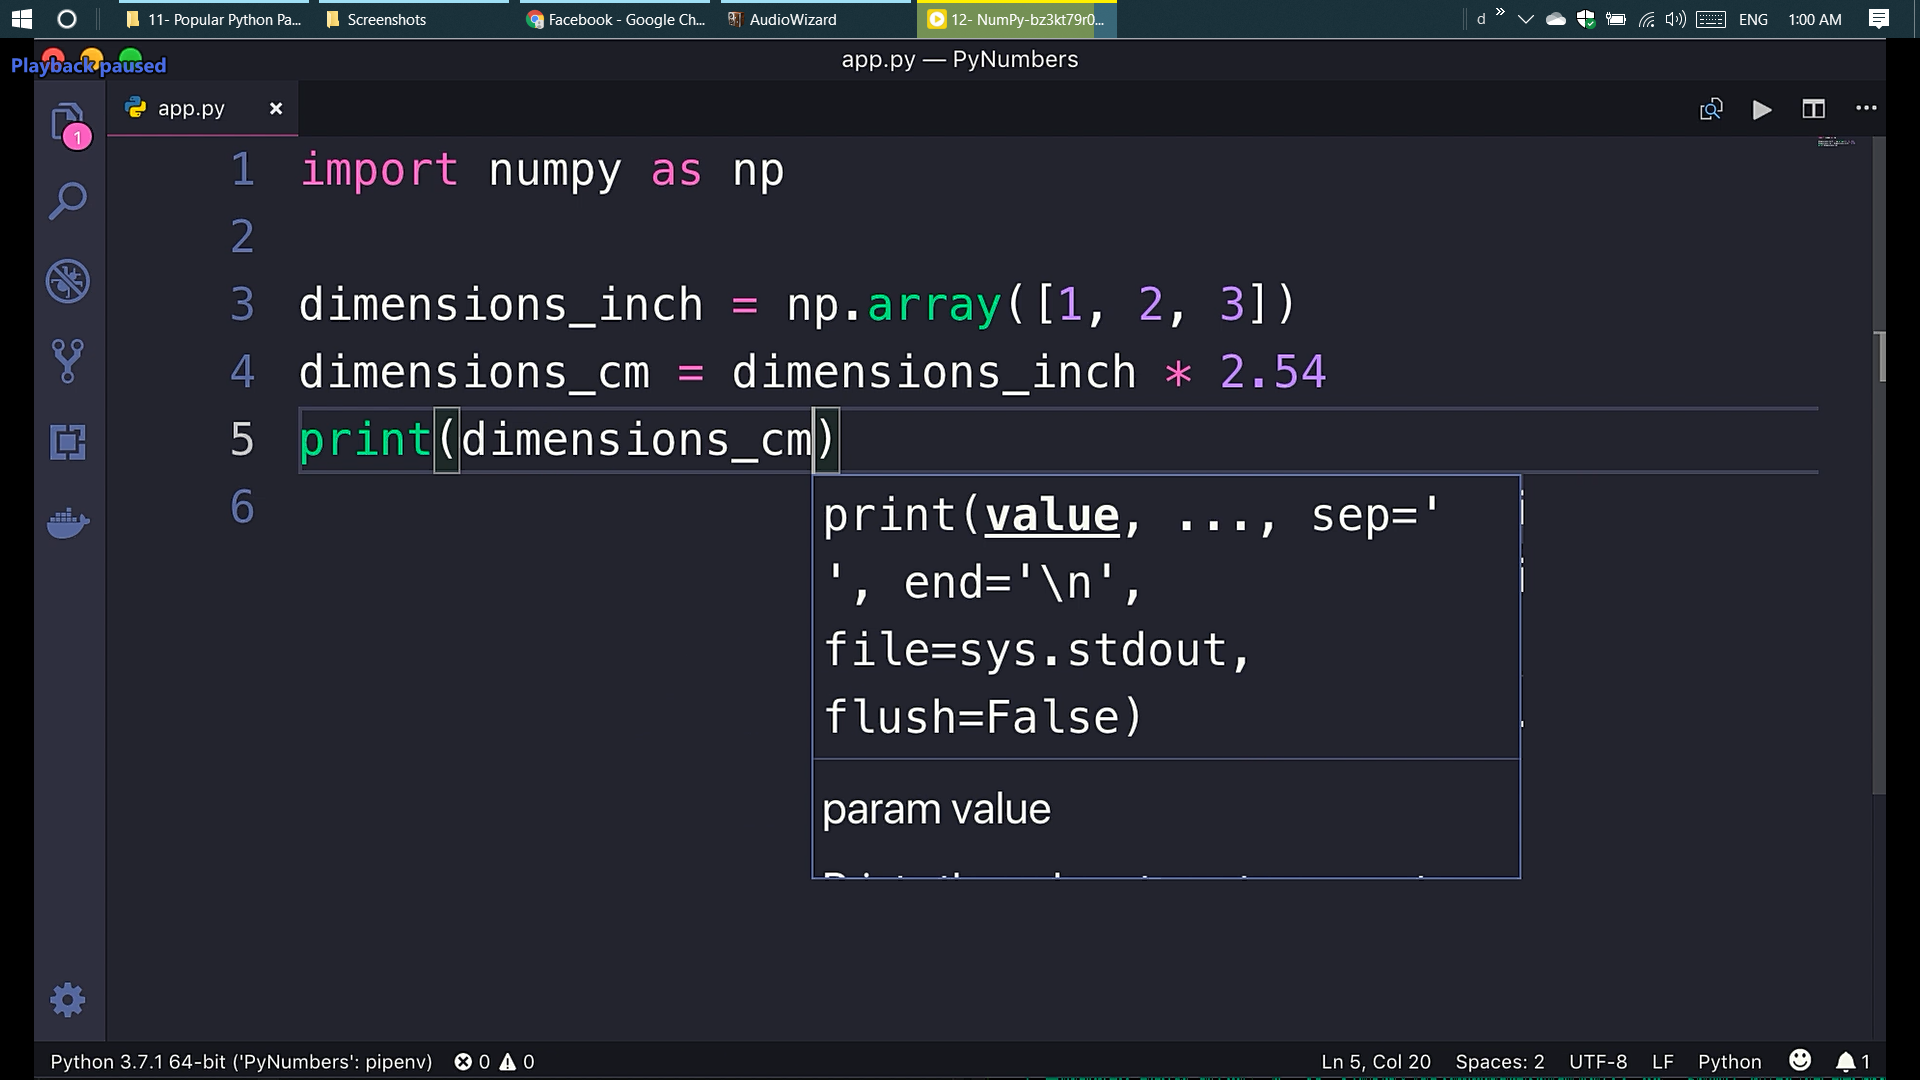 11- Popular Python Pa...
Screenshots
Facebook - Google Ch...
AudioWizard
12- NumPy-bz3kt79r0...
d
»
ENG
1:00 AM
Playback paused
app.py — PyNumbers
1
app.py
×
1 import numpy as np
2
3 dimensions_inch = np.array([1, 2, 3])
4 dimensions_cm = dimensions_inch * 2.54
5 print(dimensions_cm)
6
print(value, ..., sep='
', end='\n',
file=sys.stdout,
flush=False)
param value
Python 3.7.1 64-bit ('PyNumbers': pipenv)
0
0
Ln 5, Col 20
Spaces: 2
UTF-8
LF
Python
1